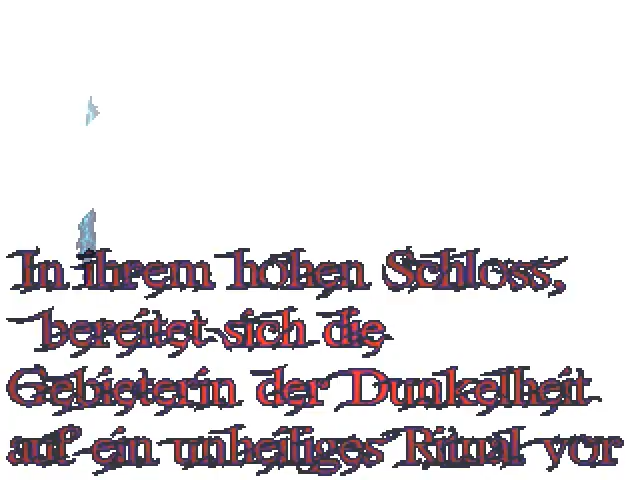 In ihrem hohen Schloss,
bereitet sich die
Gebieterin der Dunkelheit
auf ein unheiliges Ritual vor